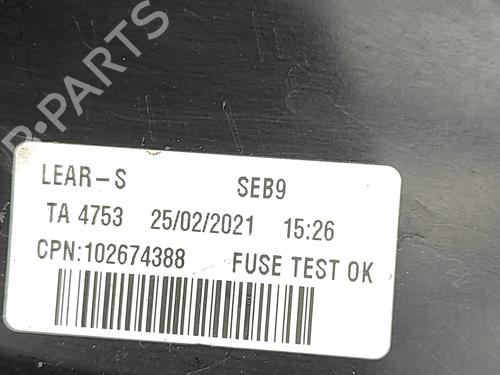 B-PARTS
LEAR-S SEB9
TA 4753 25/02/2021 15:26
CPN:102674388 FUSE TEST OK